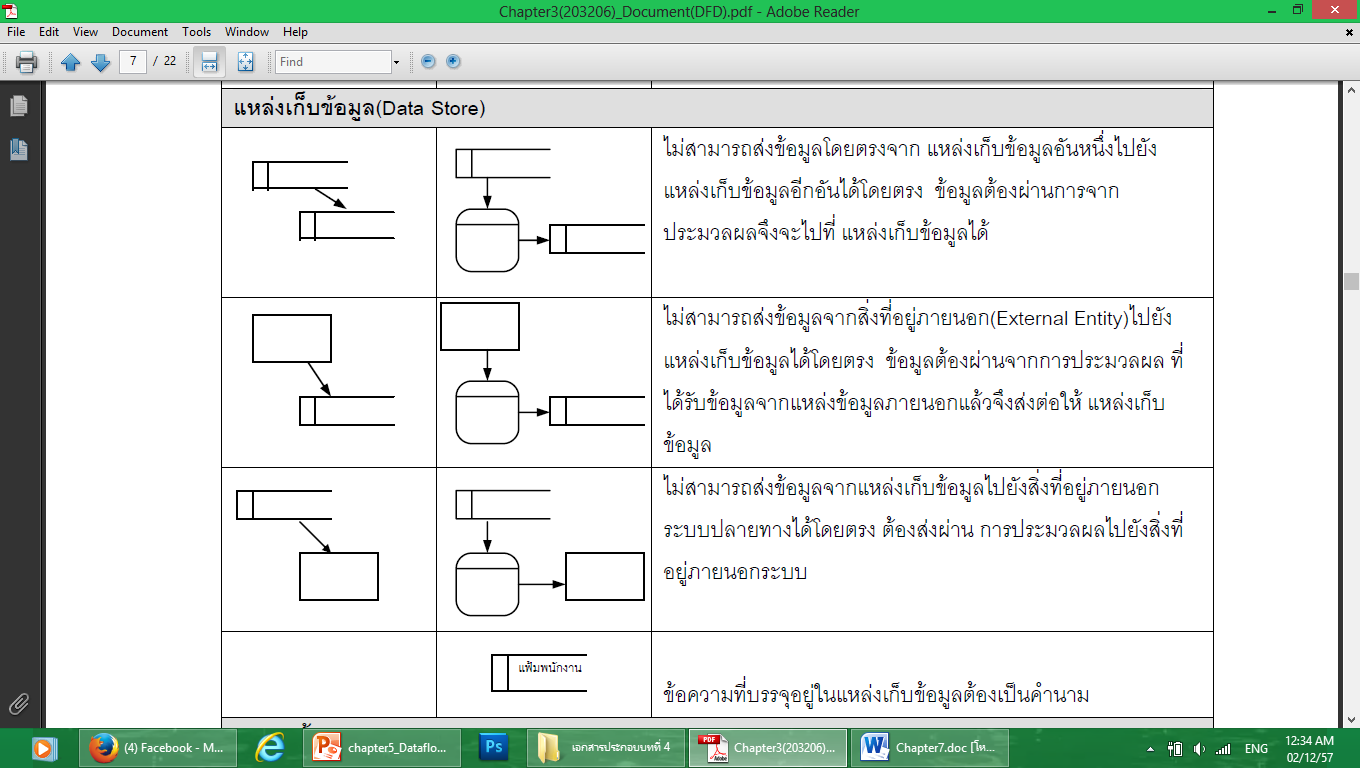 Chapter3(203206)_Document(DFD).pdf - Adobe Reader
File Edit View Document Tools Window Help
7 / 22 Find
แหล่งเก็บข้อมูล(Data Store)
ไม่สามารถส่งข้อมูลโดยตรงจาก แหล่งเก็บข้อมูลอันหนึ่งไปยัง
แหล่งเก็บข้อมูลอีกอันได้โดยตรง ข้อมูลต้องผ่านการจาก
ประมวลผลจึงจะไปที่ แหล่งเก็บข้อมูลได้
ไม่สามารถส่งข้อมูลจากสิ่งที่อยู่ภายนอก(External Entity)ไปยัง
แหล่งเก็บข้อมูลได้โดยตรง ข้อมูลต้องผ่านจากการประมวลผล ที่
ได้รับข้อมูลจากแหล่งข้อมูลภายนอกแล้วจึงส่งต่อให้ แหล่งเก็บ
ข้อมูล
ไม่สามารถส่งข้อมูลจากแหล่งเก็บข้อมูลไปยังสิ่งที่อยู่ภายนอก
ระบบปลายทางได้โดยตรง ต้องส่งผ่าน การประมวลผลไปยังสิ่งที่
อยู่ภายนอกระบบ
แฟ้มพนักงาน
ข้อความที่บรรจุอยู่ในแหล่งเก็บข้อมูลต้องเป็นคำนาม
(4) Facebook - M... chapter5_Dataflo... Ps เอกสารประกอบบทที่ 4 PDF Adobe Chapter3(203206)... Chapter7.doc [โห... ENG 12:34 AM
02/12/57